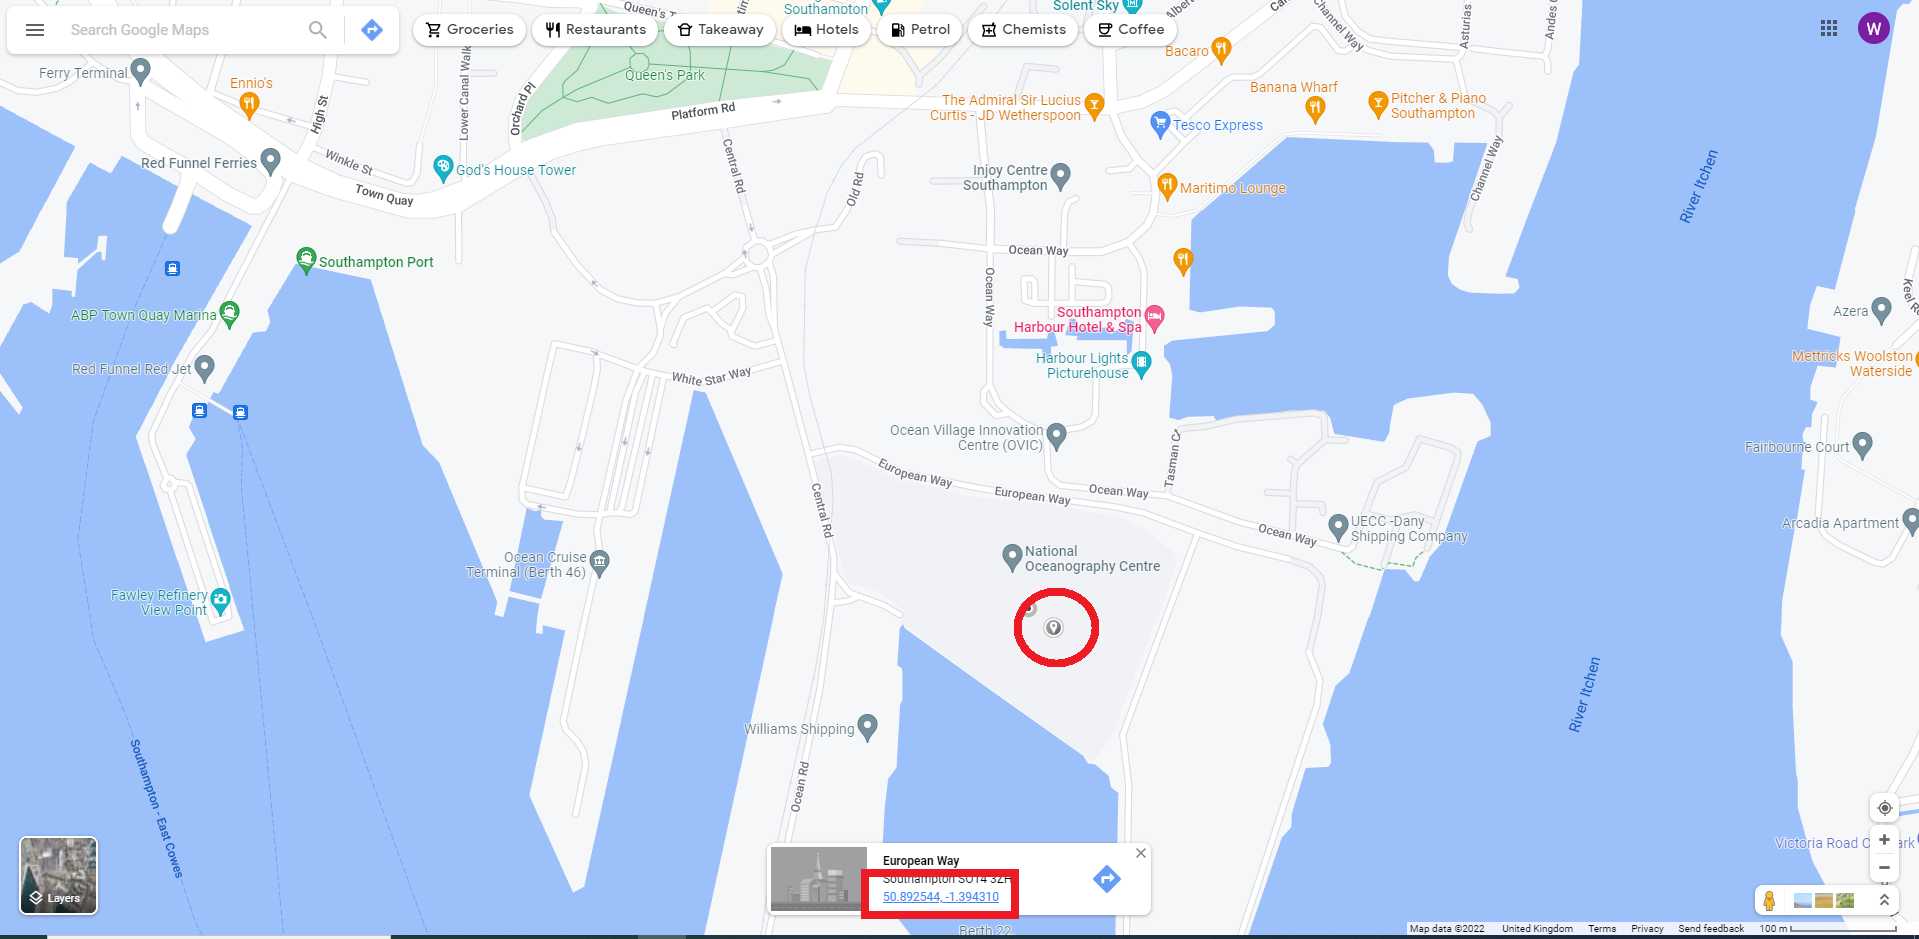 Search Google Maps
Groceries
Restaurants
Takeaway
Hotels
Petrol
Chemists
Coffee
W
Southampton
Solent Sky
Queen's T
Channel Way
Asturias
Andes C
Ferry Terminal
Ennio's
High St
Lower Canal Walk
Orchard Pl
Queen's Park
Platform Rd
Bacaro
Banana Wharf
The Admiral Sir Lucius
Curtis - JD Wetherspoon
Pitcher & Piano
Southampton
Tesco Express
Red Funnel Ferries
Winkle St
Town Quay
God's House Tower
Central Rd
Old Rd
Injoy Centre
Southampton
Maritimo Lounge
Channel Way
River Itchen
Southampton Port
Ocean Way
Ocean Way
ABP Town Quay Marina
Southampton
Harbour Hotel & Spa
Azera
Keel R
Red Funnel Red Jet
White Star Way
Harbour Lights
Picturehouse
Mettricks Woolston
Waterside
Ocean Village Innovation
Centre (OVIC)
Tasman C
Fairbourne Court
European Way
European Way
Ocean Way
Central Rd
Ocean Way
UECC -Dany
Shipping Company
Arcadia Apartment
Ocean Cruise
Terminal (Berth 46)
National
Oceanography Centre
Fawley Refinery
View Point
River Itchen
Williams Shipping
Ocean Rd
Southampton - East Cowes
Victoria Road C
ark
European Way
Southampton SO14 3ZH
50.892544, -1.394310
Layers
Berth 22
Map data ©2022
United Kingdom
Terms
Privacy
Send feedback
100 m